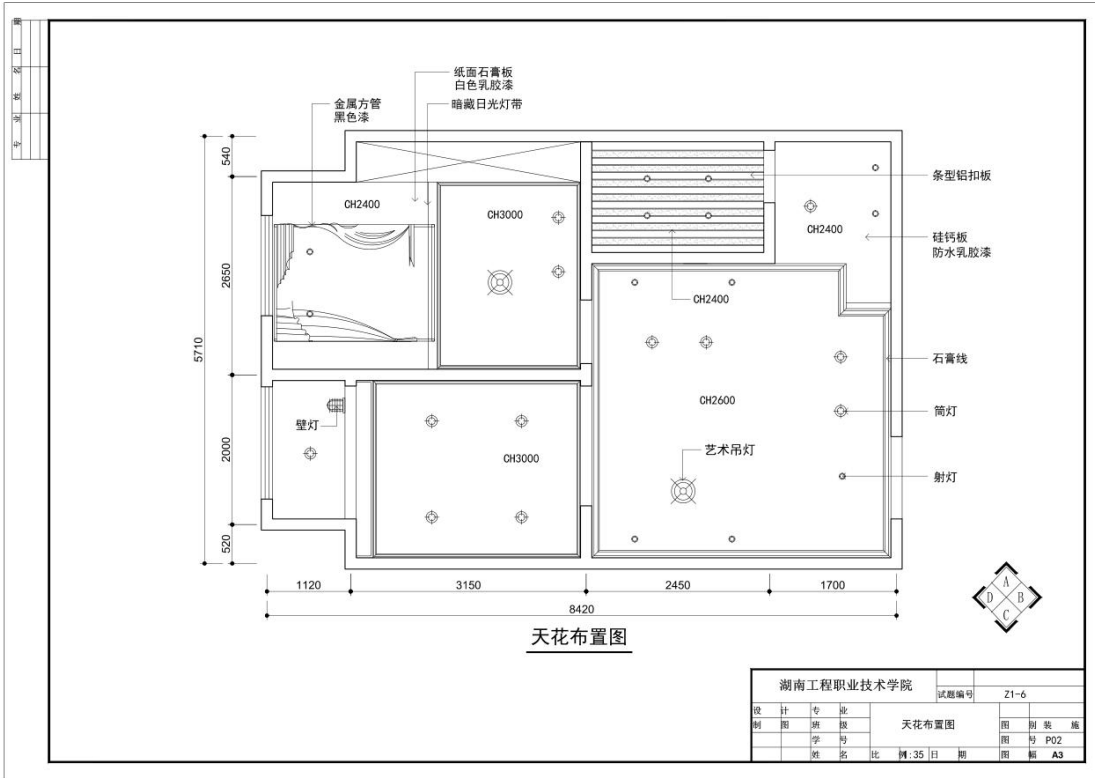 期
日
名
姓
业
专
纸面石膏板
白色乳胶漆
暗藏日光灯带
金属方管
黑色漆
540
2650
5710
2000
520
CH2400
CH3000
条型铝扣板
CH2400
硅钙板
防水乳胶漆
CH2400
石膏线
CH2600
筒灯
壁灯
CH3000
艺术吊灯
射灯
1120
3150
2450
1700
8420
天花布置图
A
D B
C
湖南工程职业技术学院
试题编号 Z1-6
设 计 专 业
制 图 班 级 天花布置图 图 别 装 施
学 号 图 号 P02
姓 名 比 例:35 日 期 图 幅 A3